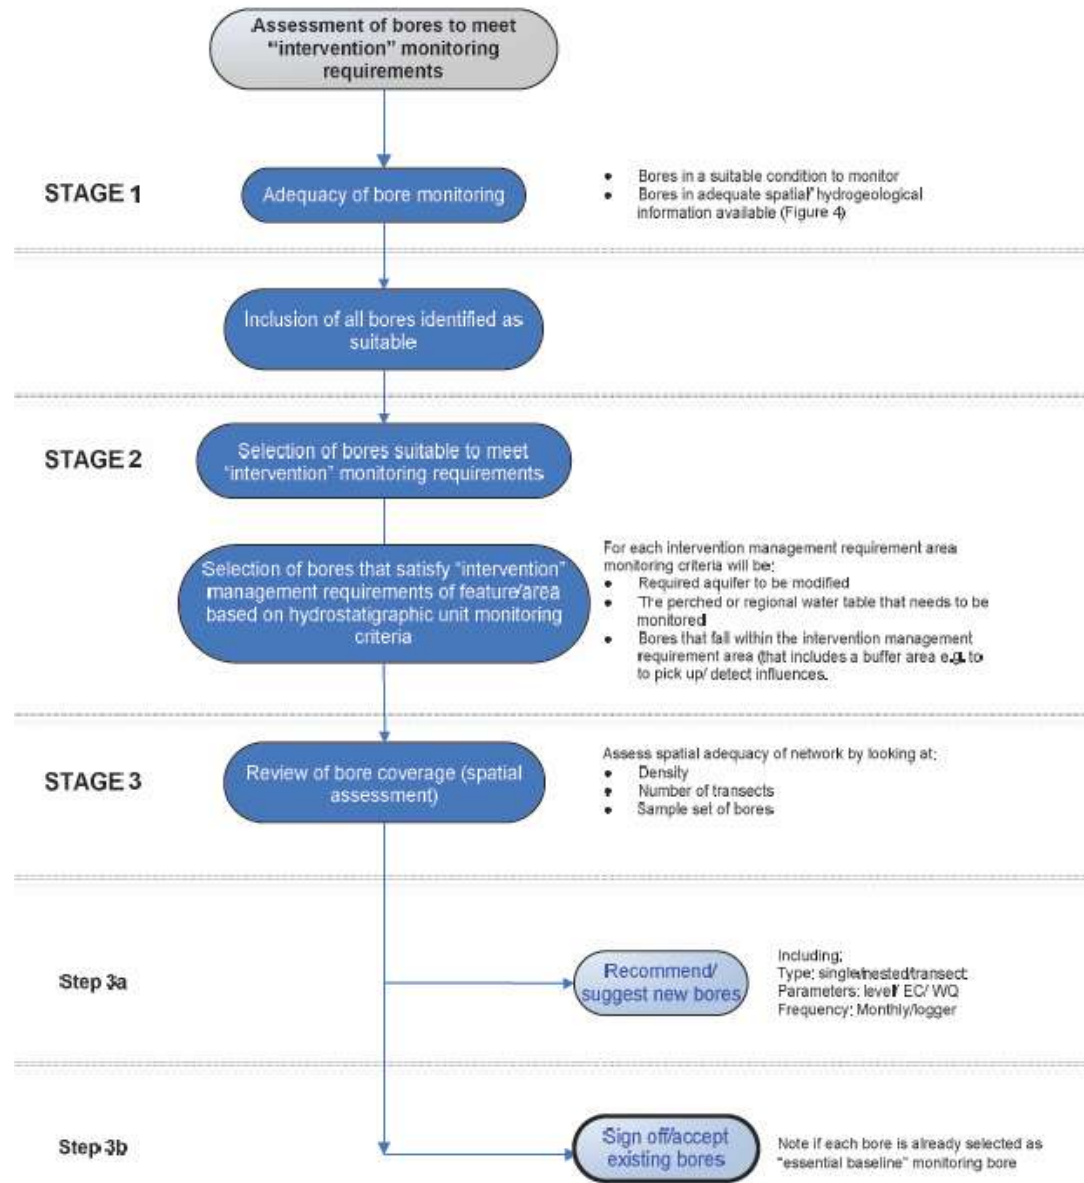 Assessment of bores to meet
"intervention" monitoring
requirements
STAGE 1
Adequacy of bore monitoring
• Bores in a suitable condition to monitor
• Bores in adequate spatial/ hydrogeological
information available (Figure 4)
Inclusion of all bores identified as
suitable
STAGE 2
Selection of bores suitable to meet
"intervention" monitoring requirements
Selection of bores that satisfy "intervention"
management requirements of feature/area
based on hydrostratigraphic unit monitoring
criteria
For each intervention management requirement area
monitoring criteria will be:
• Required aquifer to be modified
• The perched or regional water table that needs to be
monitored
• Bores that fall within the intervention management
requirement area (that includes a buffer area e.g. to
to pick up/ detect influences.
STAGE 3
Review of bore coverage (spatial
assessment)
Assess spatial adequacy of network by looking at:
• Density
• Number of transects
• Sample set of bores
Step 3a
Recommend/
suggest new bores
Including;
Type: single/nested/transect
Parameters: level/ EC/ WQ
Frequency: Monthly/logger
Step 3b
Sign off/accept
existing bores
Note if each bore is already selected as
"essential baseline" monitoring bore